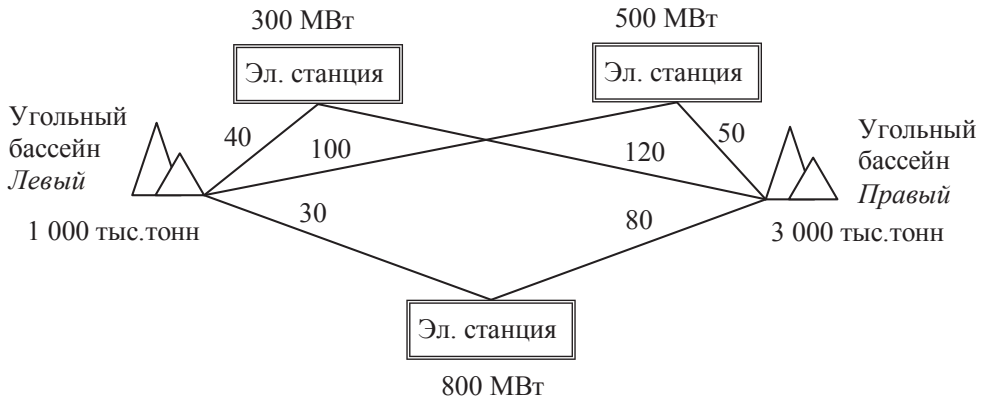 300 МВт
500 МВт
Эл. станция
Эл. станция
Угольный
бассейн
Левый
1 000 тыс.тонн
40
100
120
50
Угольный
бассейн
Правый
3 000 тыс.тонн
30
80
Эл. станция
800 МВт